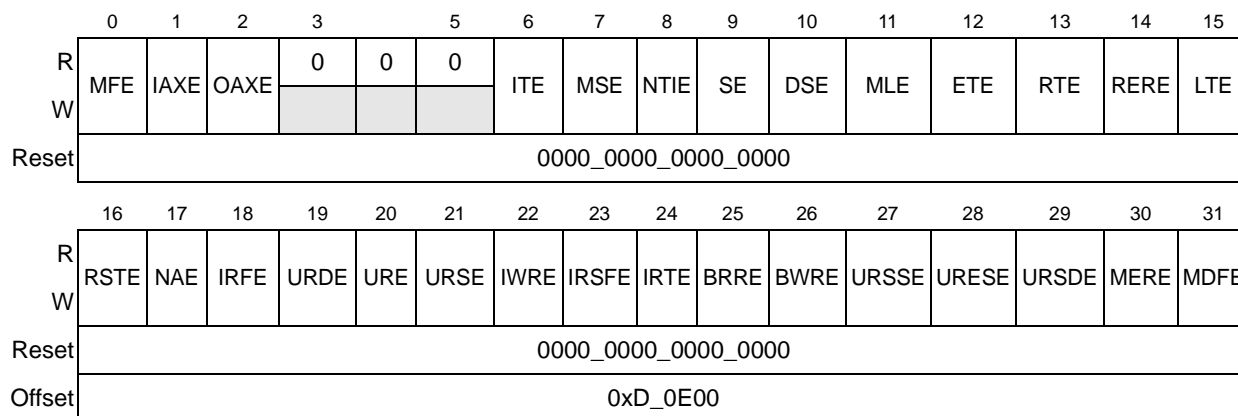 0 1 2 3 5 6 7 8 9 10 11 12 13 14 15
R 0 0 0
MFE IAXE OAXE ITE MSE NTIE SE DSE MLE ETE RTE RERE LTE
W
Reset 0000_0000_0000_0000
16 17 18 19 20 21 22 23 24 25 26 27 28 29 30 31
R
RSTE NAE IRFE URDE URE URSE IWRE IRSFE IRTE BRRE BWRE URSSE URESE URSDE MERE MDFE
W
Reset 0000_0000_0000_0000
Offset 0xD_0E00